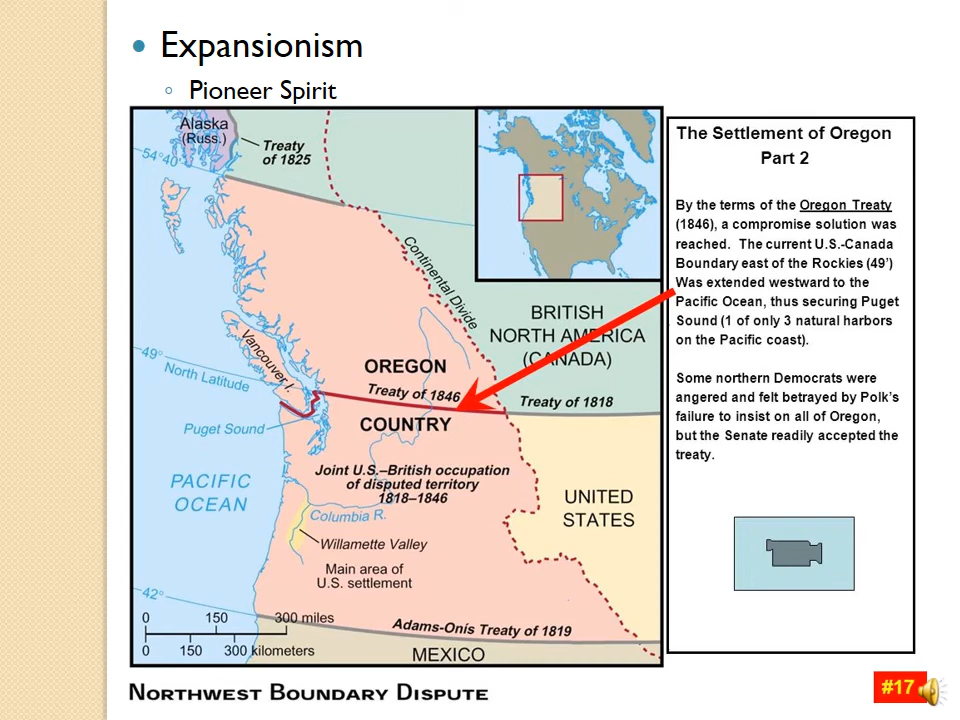 Expansionism
Pioneer Spirit
Alaska
(Russ.)
Treaty
of 1825
54°40'
Continental Divide
BRITISH
NORTH AMERICA
(CANADA)
49°
North Latitude
Vancouver I.
OREGON
Treaty of 1846
Treaty of 1818
COUNTRY
Puget Sound
Joint U.S.–British occupation
of disputed territory
1818–1846
PACIFIC
OCEAN
UNITED
STATES
Columbia R.
Willamette Valley
Main area of
U.S. settlement
42°
0 150 300 miles
0 150 300 kilometers
Adams-Onís Treaty of 1819
MEXICO
NORTHWEST BOUNDARY DISPUTE
The Settlement of Oregon
Part 2
By the terms of the Oregon Treaty
(1846), a compromise solution was
reached. The current U.S.-Canada
Boundary east of the Rockies (49’)
Was extended westward to the
Pacific Ocean, thus securing Puget
Sound (1 of only 3 natural harbors
on the Pacific coast).
Some northern Democrats were
angered and felt betrayed by Polk’s
failure to insist on all of Oregon,
but the Senate readily accepted the
treaty.
#17